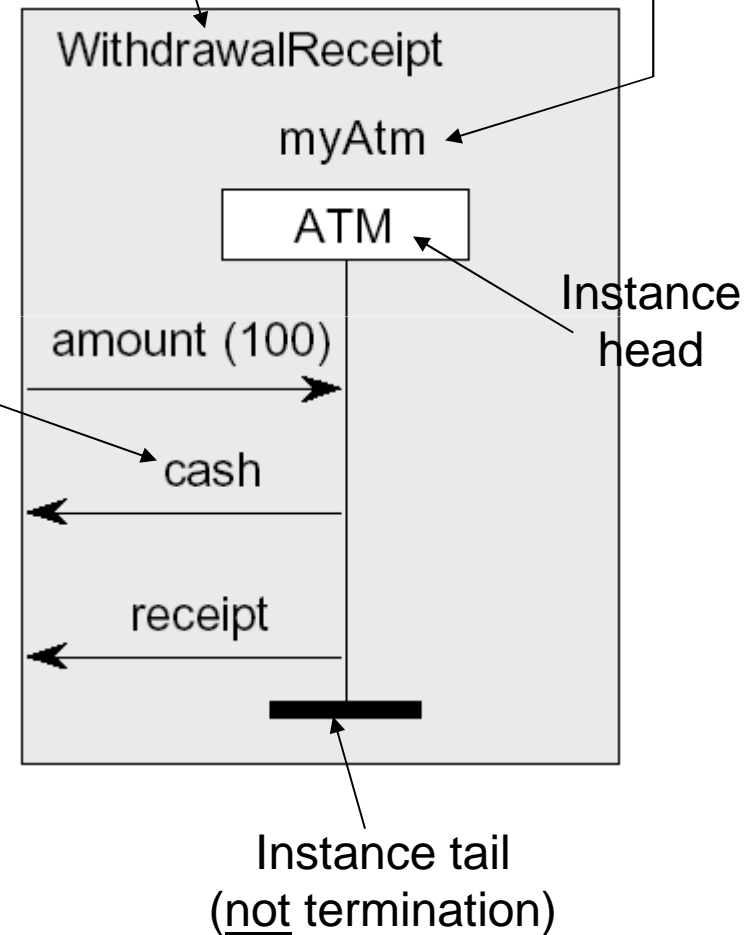 WithdrawalReceipt
myAtm
ATM
Instance
head
amount (100)
cash
receipt
Instance tail
(not termination)